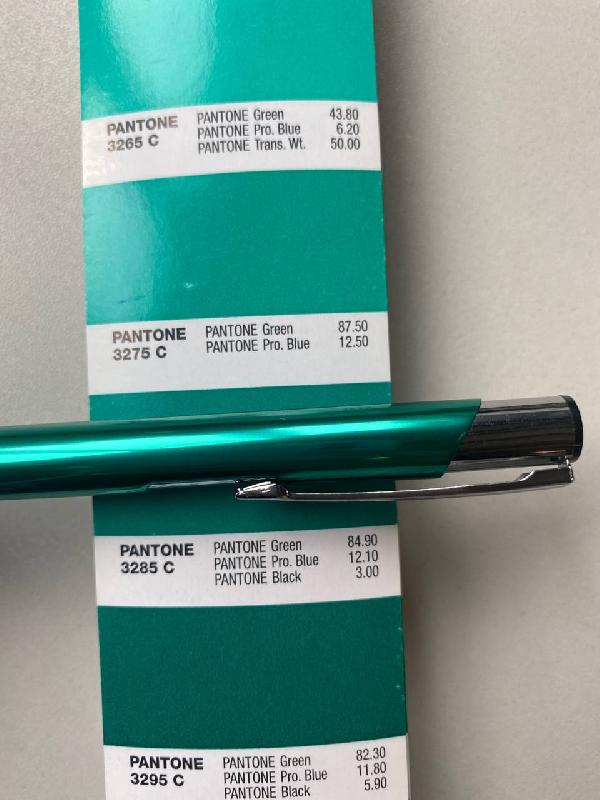 PANTONE
3265 C
PANTONE Green 43.80
PANTONE Pro. Blue 6.20
PANTONE Trans. Wt. 50.00
PANTONE
3275 C
PANTONE Green 87.50
PANTONE Pro. Blue 12.50
PANTONE
3285 C
PANTONE Green 84.90
PANTONE Pro. Blue 12.10
PANTONE Black 3.00
PANTONE
3295 C
PANTONE Green 82.30
PANTONE Pro. Blue 11.80
PANTONE Black 5.90